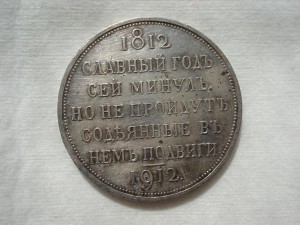 1812
СЛАВНЫЙ ГОДЪ
СЕЙ МИНУЛЪ.
НО НЕ ПРОЙДУТЪ
СОДѢЯННЫЕ ВЪ
НЕМЪ ПОДВИГИ
1912.